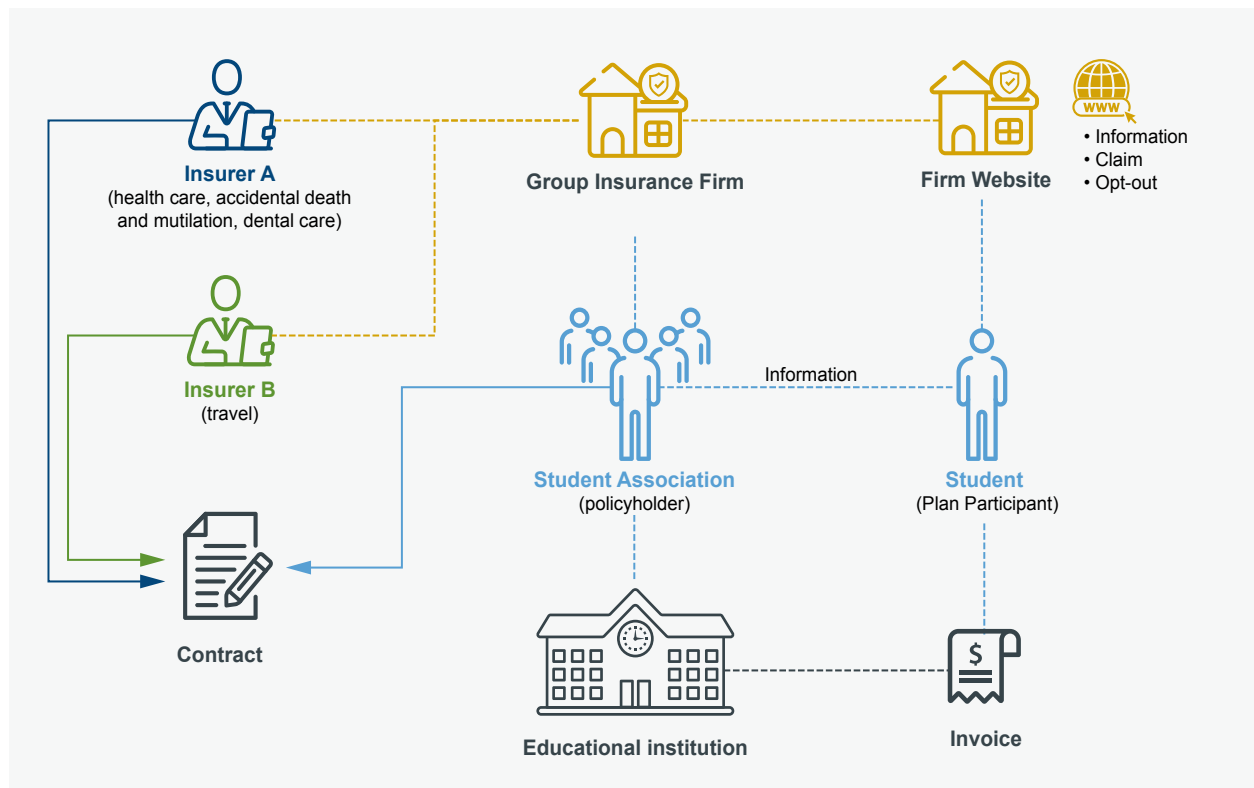 WWW
• Information
• Claim
• Opt-out
Insurer A
(health care, accidental death
and mutilation, dental care)
Group Insurance Firm
Firm Website
Insurer B
(travel)
Information
Student Association
(policyholder)
Student
(Plan Participant)
Contract
$
Educational institution
Invoice